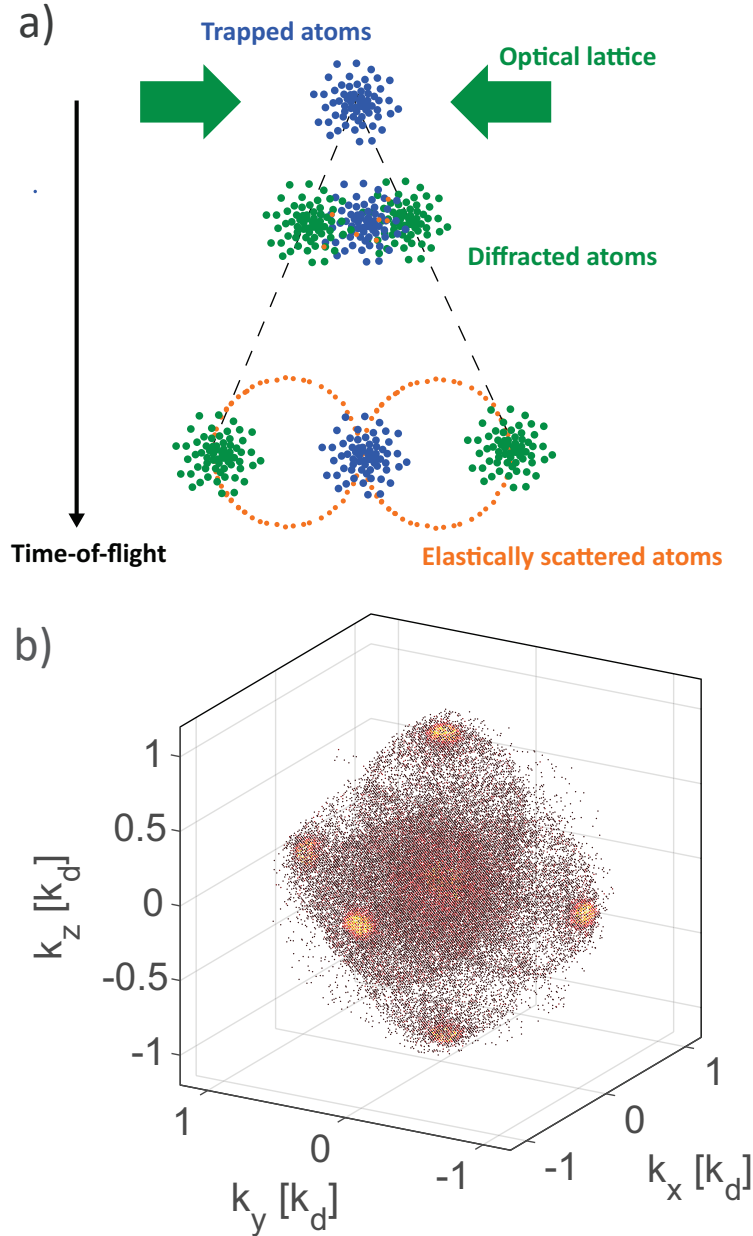 a)
Trapped atoms
Optical lattice
Diffracted atoms
Time-of-flight
Elastically scattered atoms
b)
1
0.5
0
-0.5
-1
k_z [k_d]
1
0
-1
k_y [k_d]
-1
0
1
k_x [k_d]